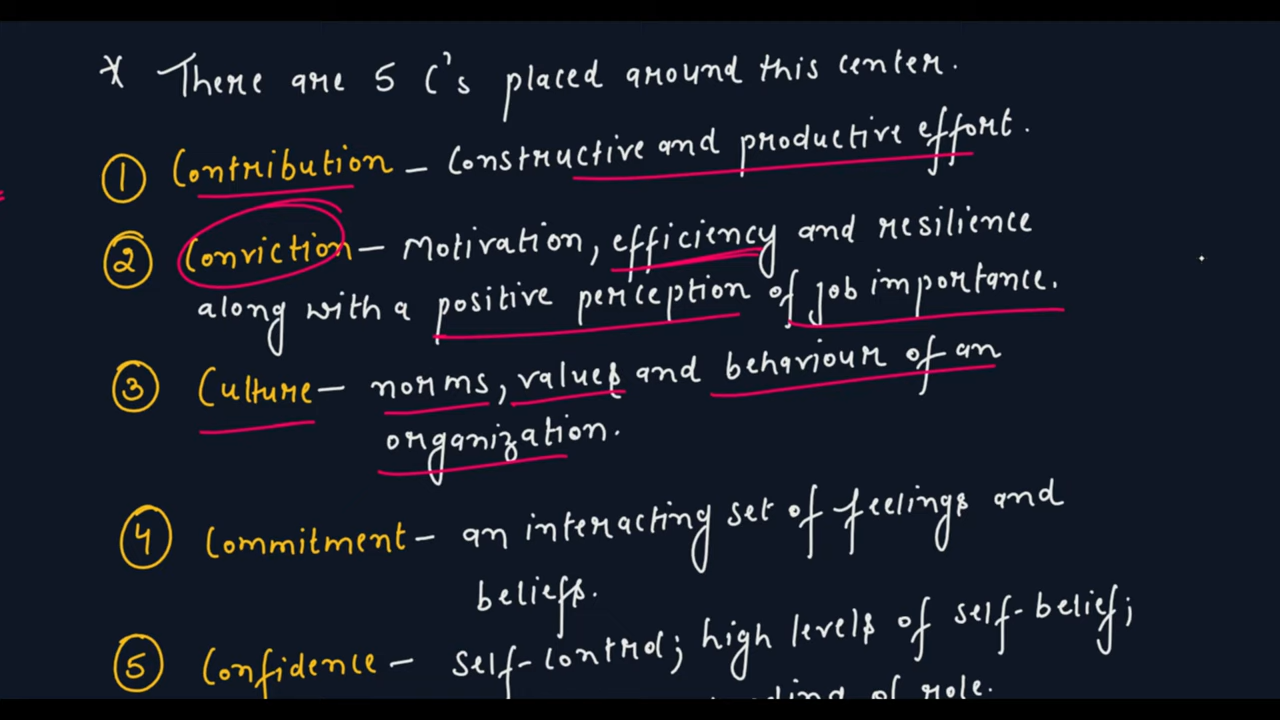 * There are 5 C's placed around this center.
① Contribution - Constructive and productive effort.
② Conviction - Motivation, efficiency and resilience
along with a positive perception of job importance.
③ Culture - norms, values and behaviour of an
organization.
④ Commitment - an interacting set of feelings and
beliefs.
⑤ Confidence - self-control; high levels of self-belief;
of role.